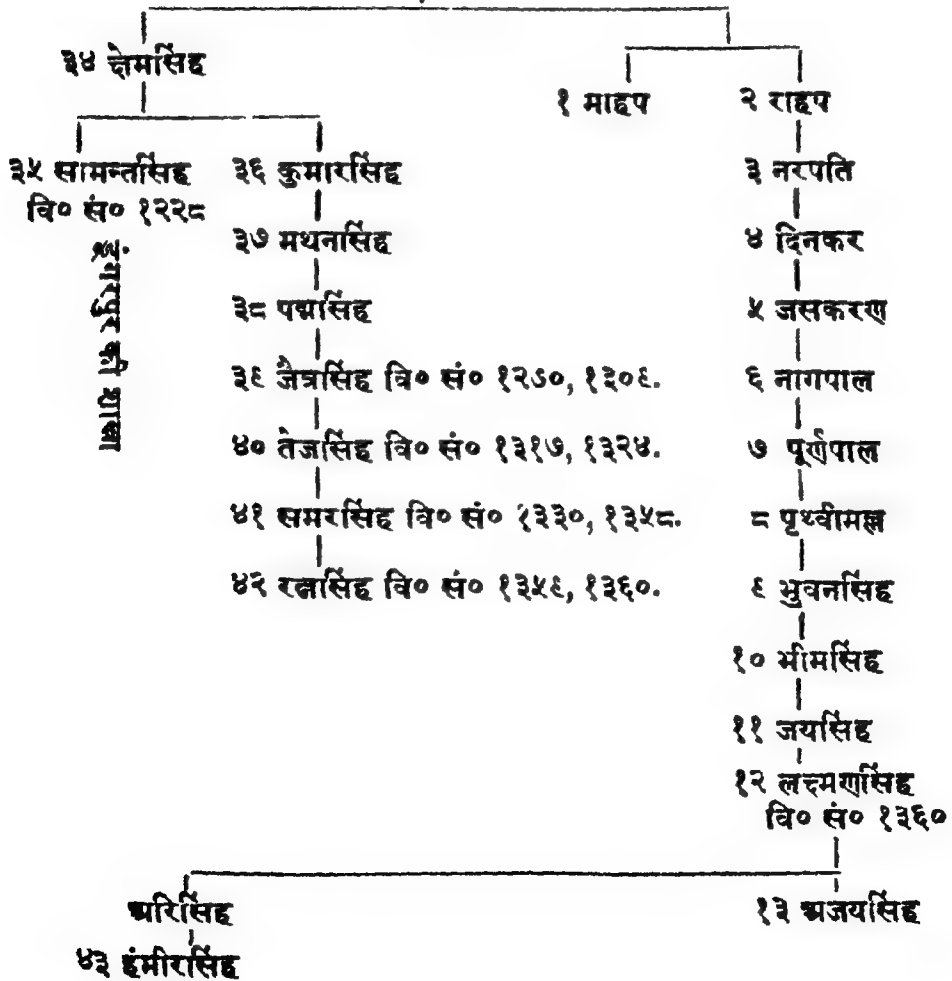 ३४ क्षेमसिंह
१ माहप
२ राहप
३५ सामन्तसिंह
वि० सं० १२२८
डूंगरपुर की शाखा
३६ कुमारसिंह
३७ मथनसिंह
३८ पद्मसिंह
३९ जैत्रसिंह वि० सं० १२७०, १३०९.
४० तेजसिंह वि० सं० १३१७, १३२४.
४१ समरसिंह वि० सं० १३३०, १३५८.
४२ रत्नसिंह वि० सं० १३५९, १३६०.
३ नरपति
४ दिनकर
५ जसकरण
६ नागपाल
७ पूर्णपाल
८ पृथ्वीमल्ल
९ भुवनसिंह
१० भीमसिंह
११ जयसिंह
१२ लक्ष्मणसिंह
वि० सं० १३६०
अरिसिंह
४३ हंमीरसिंह
१३ अजयसिंह